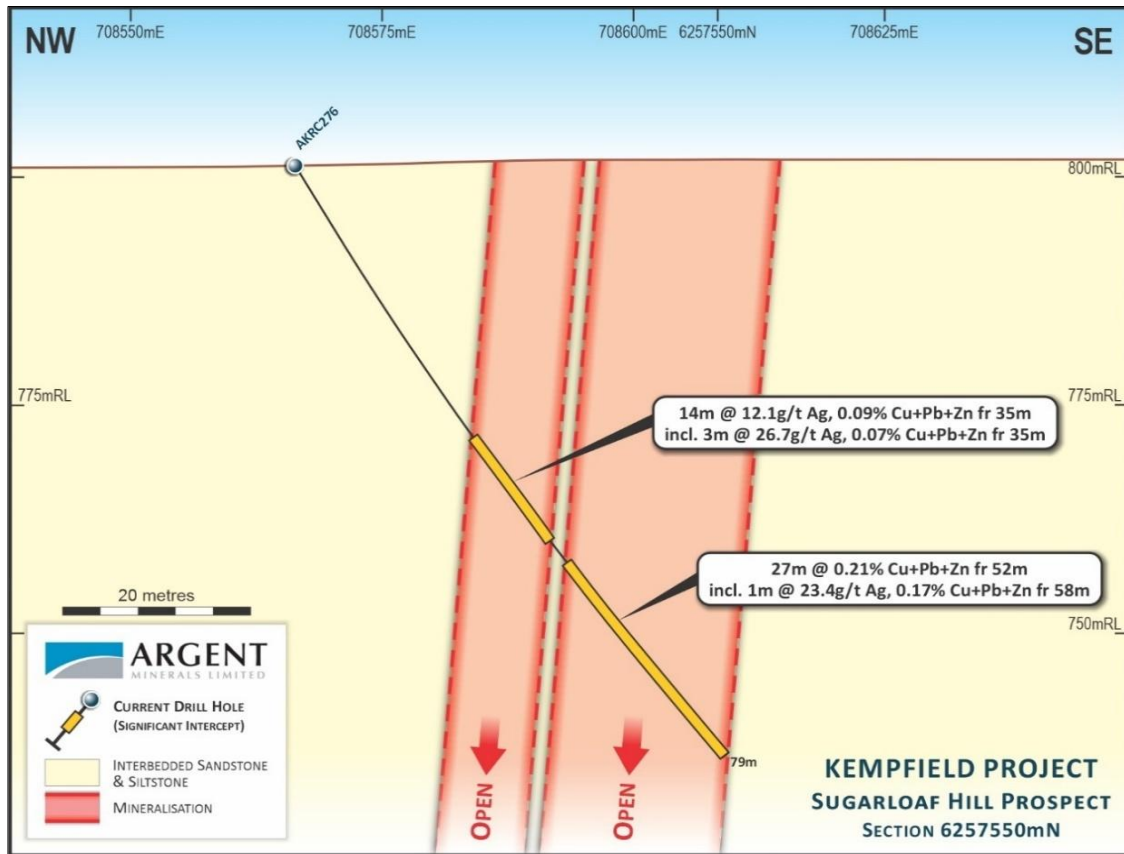 NW
708550mE
708575mE
708600mE
6257550mN
708625mE
SE
AKRC276
800mRL
775mRL
775mRL
14m @ 12.1g/t Ag, 0.09% Cu+Pb+Zn fr 35m
incl. 3m @ 26.7g/t Ag, 0.07% Cu+Pb+Zn fr 35m
27m @ 0.21% Cu+Pb+Zn fr 52m
incl. 1m @ 23.4g/t Ag, 0.17% Cu+Pb+Zn fr 58m
750mRL
79m
OPEN
OPEN
20 metres
ARGENT
MINERALS LIMITED
CURRENT DRILL HOLE
(SIGNIFICANT INTERCEPT)
INTERBEDDED SANDSTONE
& SILTSTONE
MINERALISATION
KEMPFIELD PROJECT
SUGARLOAF HILL PROSPECT
SECTION 6257550mN